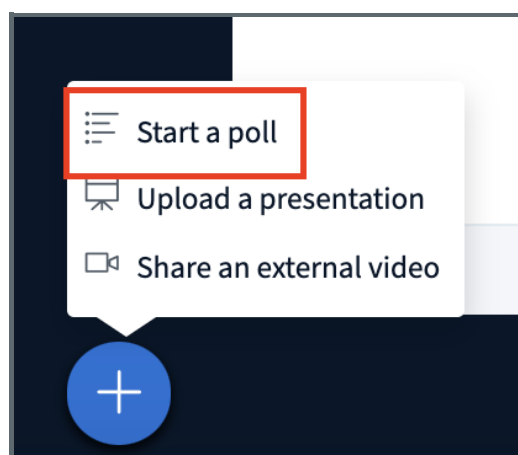 Start a poll
Upload a presentation
Share an external video